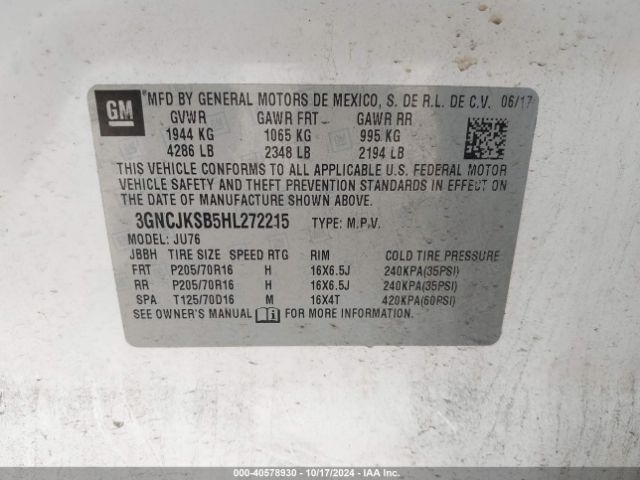 GM MFD BY GENERAL MOTORS DE MEXICO, S. DE R.L. DE C.V. 06/17
GVWR GAWR FRT GAWR RR
1944 KG 1065 KG 995 KG
4286 LB 2348 LB 2194 LB
THIS VEHICLE CONFORMS TO ALL APPLICABLE U.S. FEDERAL MOTOR
VEHICLE SAFETY AND THEFT PREVENTION STANDARDS IN EFFECT ON
THE DATE OF MANUFACTURE SHOWN ABOVE.
3GNCJKSB5HL272215 TYPE: M.P.V.
MODEL: JU76
JBBH TIRE SIZE SPEED RTG RIM COLD TIRE PRESSURE
FRT P205/70R16 H 16X6.5J 240KPA(35PSI)
RR P205/70R16 H 16X6.5J 240KPA(35PSI)
SPA T125/70D16 M 16X4T 420KPA(60PSI)
SEE OWNER'S MANUAL FOR MORE INFORMATION.
000-40578930 - 10/17/2024 - IAAI.COM